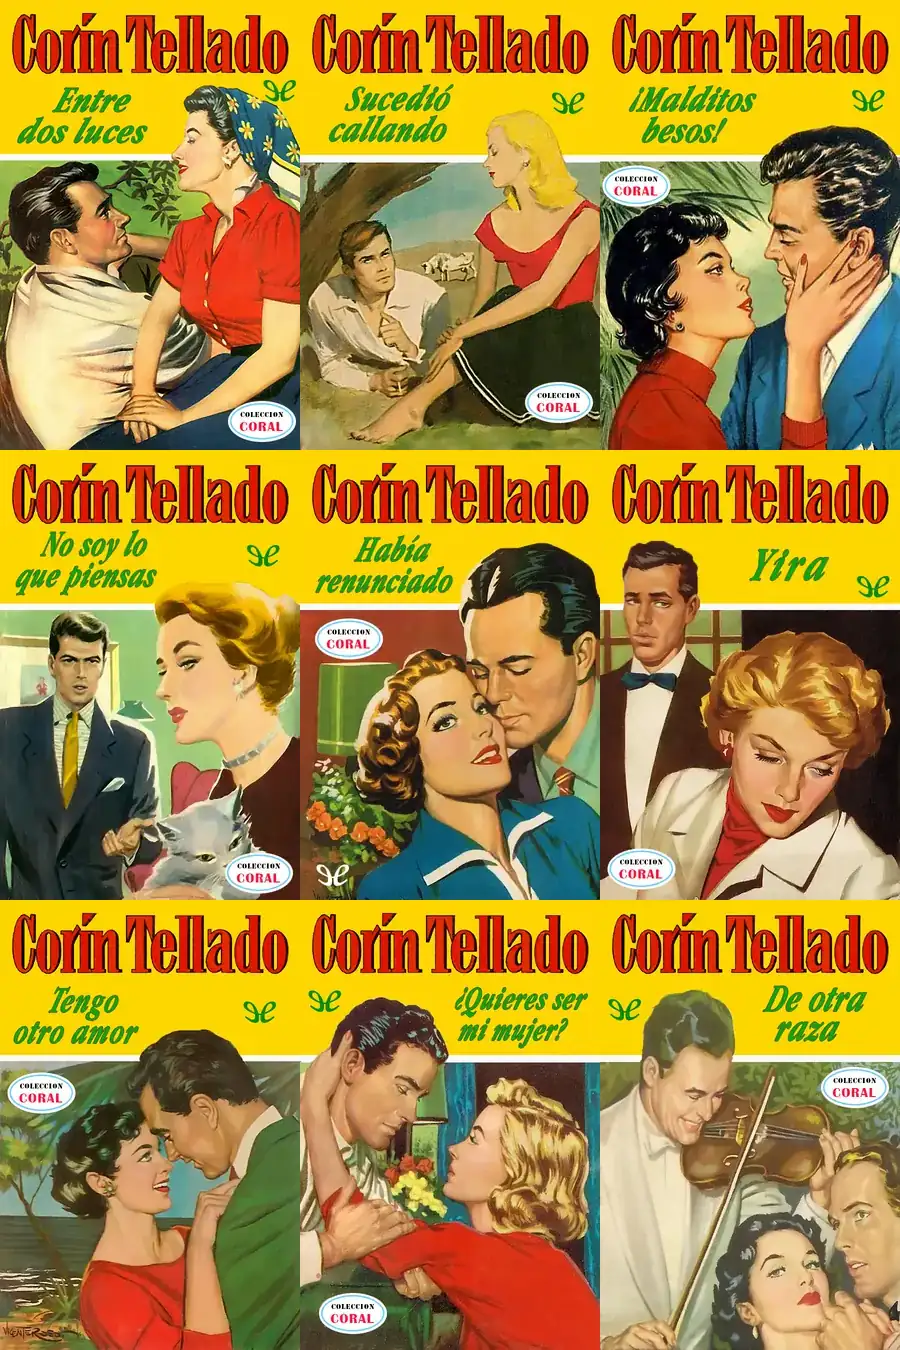 Corín Tellado
Entre
dos luces
COLECCION
CORAL
Corín Tellado
Sucedió
callando
COLECCION
CORAL
Corín Tellado
¡Malditos
besos!
COLECCION
CORAL
Corín Tellado
No soy lo
que piensas
COLECCION
CORAL
Corín Tellado
Había
renunciado
COLECCION
CORAL
Corín Tellado
Yira
COLECCION
CORAL
Corín Tellado
Tengo
otro amor
COLECCION
CORAL
Corín Tellado
¿Quieres ser
mi mujer?
COLECCION
CORAL
Corín Tellado
De otra
raza
COLECCION
CORAL